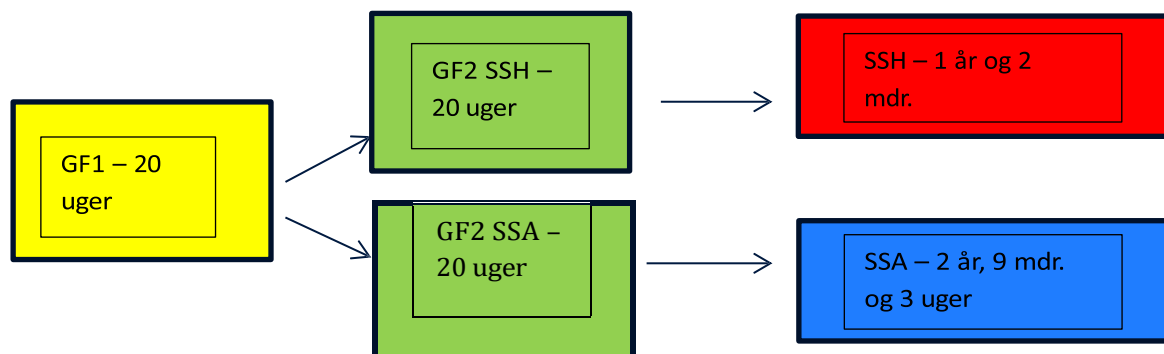 GF1 – 20
uger
GF2 SSH –
20 uger
SSH – 1 år og 2
mdr.
GF2 SSA –
20 uger
SSA – 2 år, 9 mdr.
og 3 uger